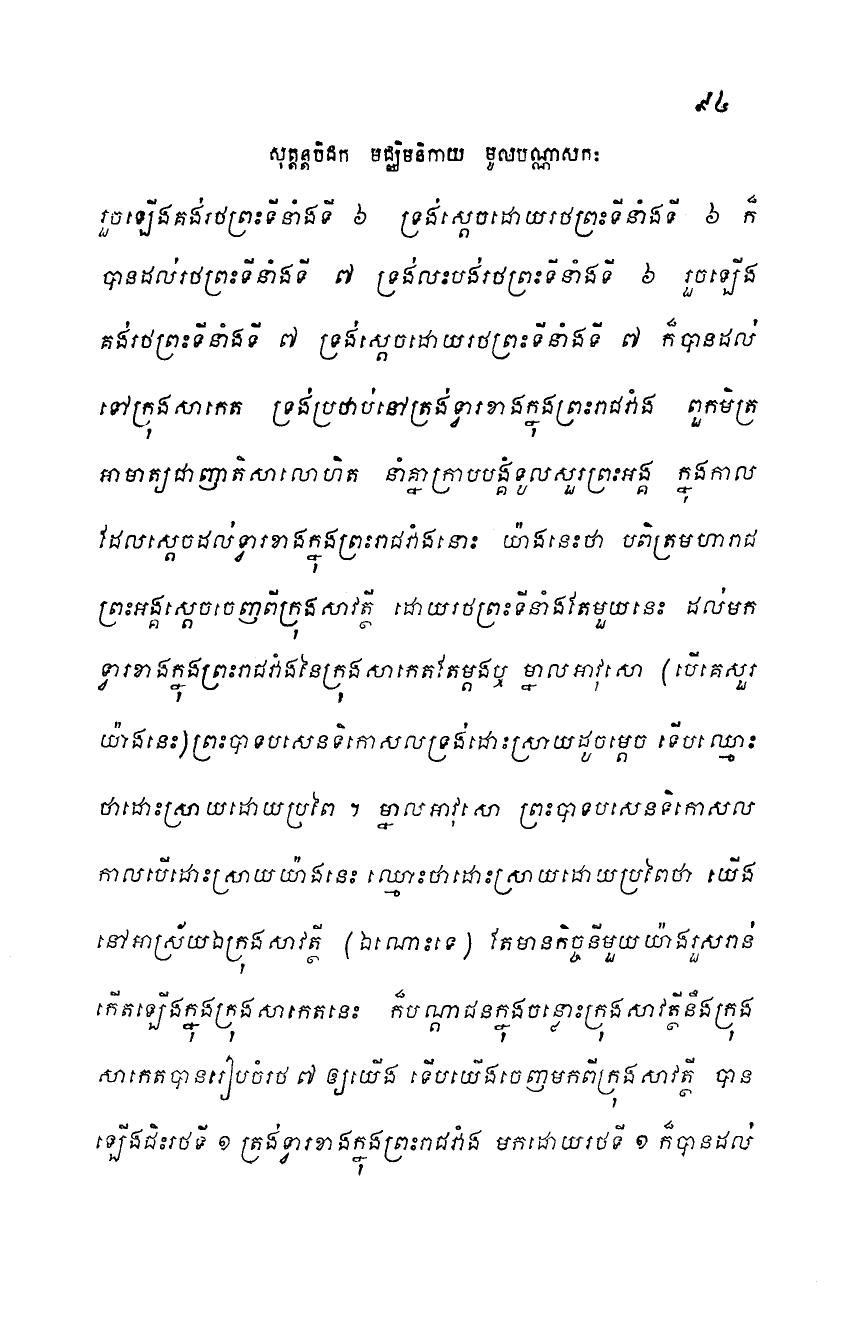 ៩៤
សុត្តន្តបិដក មជ្ឈិមនិកាយ មូលបណ្ណាសកៈ
រួចឡើងគង់រថព្រះទីនាំងទី ៦ ទ្រង់ស្តេចដោយរថព្រះទីនាំងទី ៦ ក៏
បានដល់រថព្រះទីនាំងទី ៧ ទ្រង់លះបង់រថព្រះទីនាំងទី ៦ រួចឡើង
គង់រថព្រះទីនាំងទី ៧ ទ្រង់ស្តេចដោយរថព្រះទីនាំងទី ៧ ក៏បានដល់
ទៅក្រុងសាកេត ទ្រង់ប្រថាប់នៅត្រង់ទ្វារខាងក្នុងព្រះរាជវាំង ពួកមិត្រ
អាមាត្យជាញាតិសាលោហិត នាំគ្នាក្រាបបង្គំទូលសួរព្រះអង្គ ក្នុងកាល
ដែលស្តេចដល់ទ្វារខាងក្នុងព្រះរាជវាំងនោះ យ៉ាងនេះថា បពិត្រមហារាជ
ព្រះអង្គស្តេចចេញពីក្រុងសាវត្ថី ដោយរថព្រះទីនាំងតែមួយនេះ ដល់មក
ទ្វារខាងក្នុងព្រះរាជវាំងនៃក្រុងសាកេតតែម្តងឬ ម្នាលអាវុសោ (បើគេសួរ
យ៉ាងនេះ) ព្រះបាទបសេនទិកោសលទ្រង់ដោះស្រាយដូចម្តេច ទើបឈ្មោះ
ថាដោះស្រាយដោយប្រពៃ ។ ម្នាលអាវុសោ ព្រះបាទបសេនទិកោសល
កាលបើដោះស្រាយយ៉ាងនេះ ឈ្មោះថាដោះស្រាយដោយប្រពៃថា យើង
នៅអាស្រ័យឯក្រុងសាវត្ថី (ឯណោះទេ) តែមានកិច្ចនីមួយយ៉ាងរួសរាន់
កើតឡើងក្នុងក្រុងសាកេតនេះ ក៏បណ្តាជនក្នុងចន្លោះក្រុងសាវត្ថីនឹងក្រុង
សាកេតបានរៀបចំរថ ៧ ឲ្យយើង ទើបយើងចេញមកពីក្រុងសាវត្ថី បាន
ឡើងជិះរថទី ១ ត្រង់ទ្វារខាងក្នុងព្រះរាជវាំង មកដោយរថទី ១ ក៏បានដល់